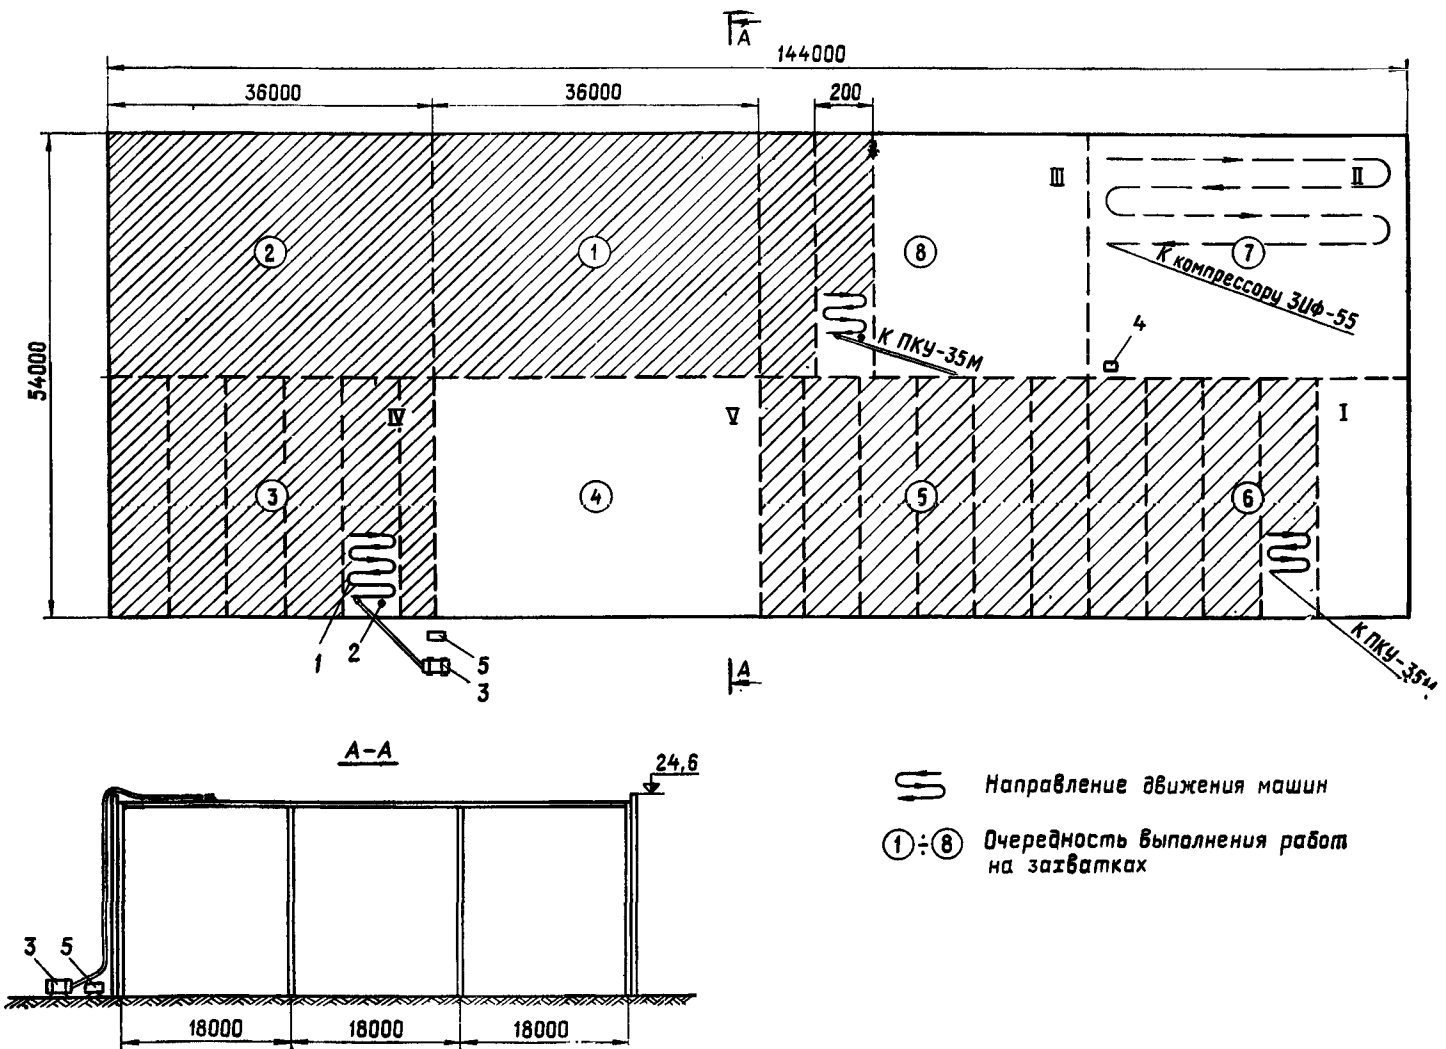 А
144000
36000
36000
200
III
II
2
1
8
7
К компрессору ЗИФ-55
4
К ПКУ-35М
54000
IV
V
I
3
4
5
6
1
2
5
3
К ПКУ-35М
А
А-А
24,6
Направление движения машин
1÷8 Очередность выполнения работ
на захватках
3
5
18000
18000
18000